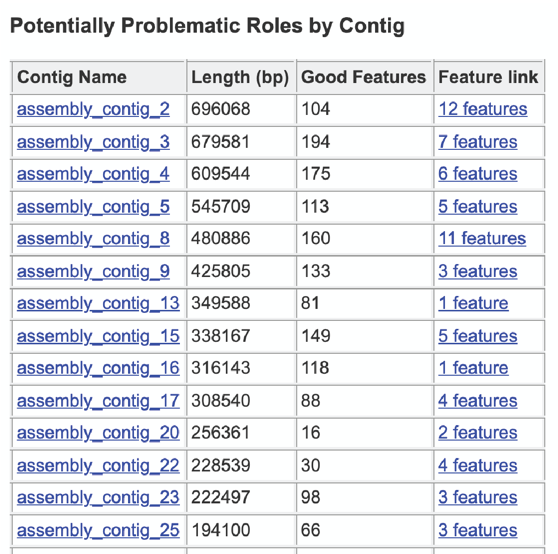 Potentially Problematic Roles by Contig
Contig Name Length (bp) Good Features Feature link
assembly_contig_2 696068 104 12 features
assembly_contig_3 679581 194 7 features
assembly_contig_4 609544 175 6 features
assembly_contig_5 545709 113 5 features
assembly_contig_8 480886 160 11 features
assembly_contig_9 425805 133 3 features
assembly_contig_13 349588 81 1 feature
assembly_contig_15 338167 149 5 features
assembly_contig_16 316143 118 1 feature
assembly_contig_17 308540 88 4 features
assembly_contig_20 256361 16 2 features
assembly_contig_22 228539 30 4 features
assembly_contig_23 222497 98 3 features
assembly_contig_25 194100 66 3 features